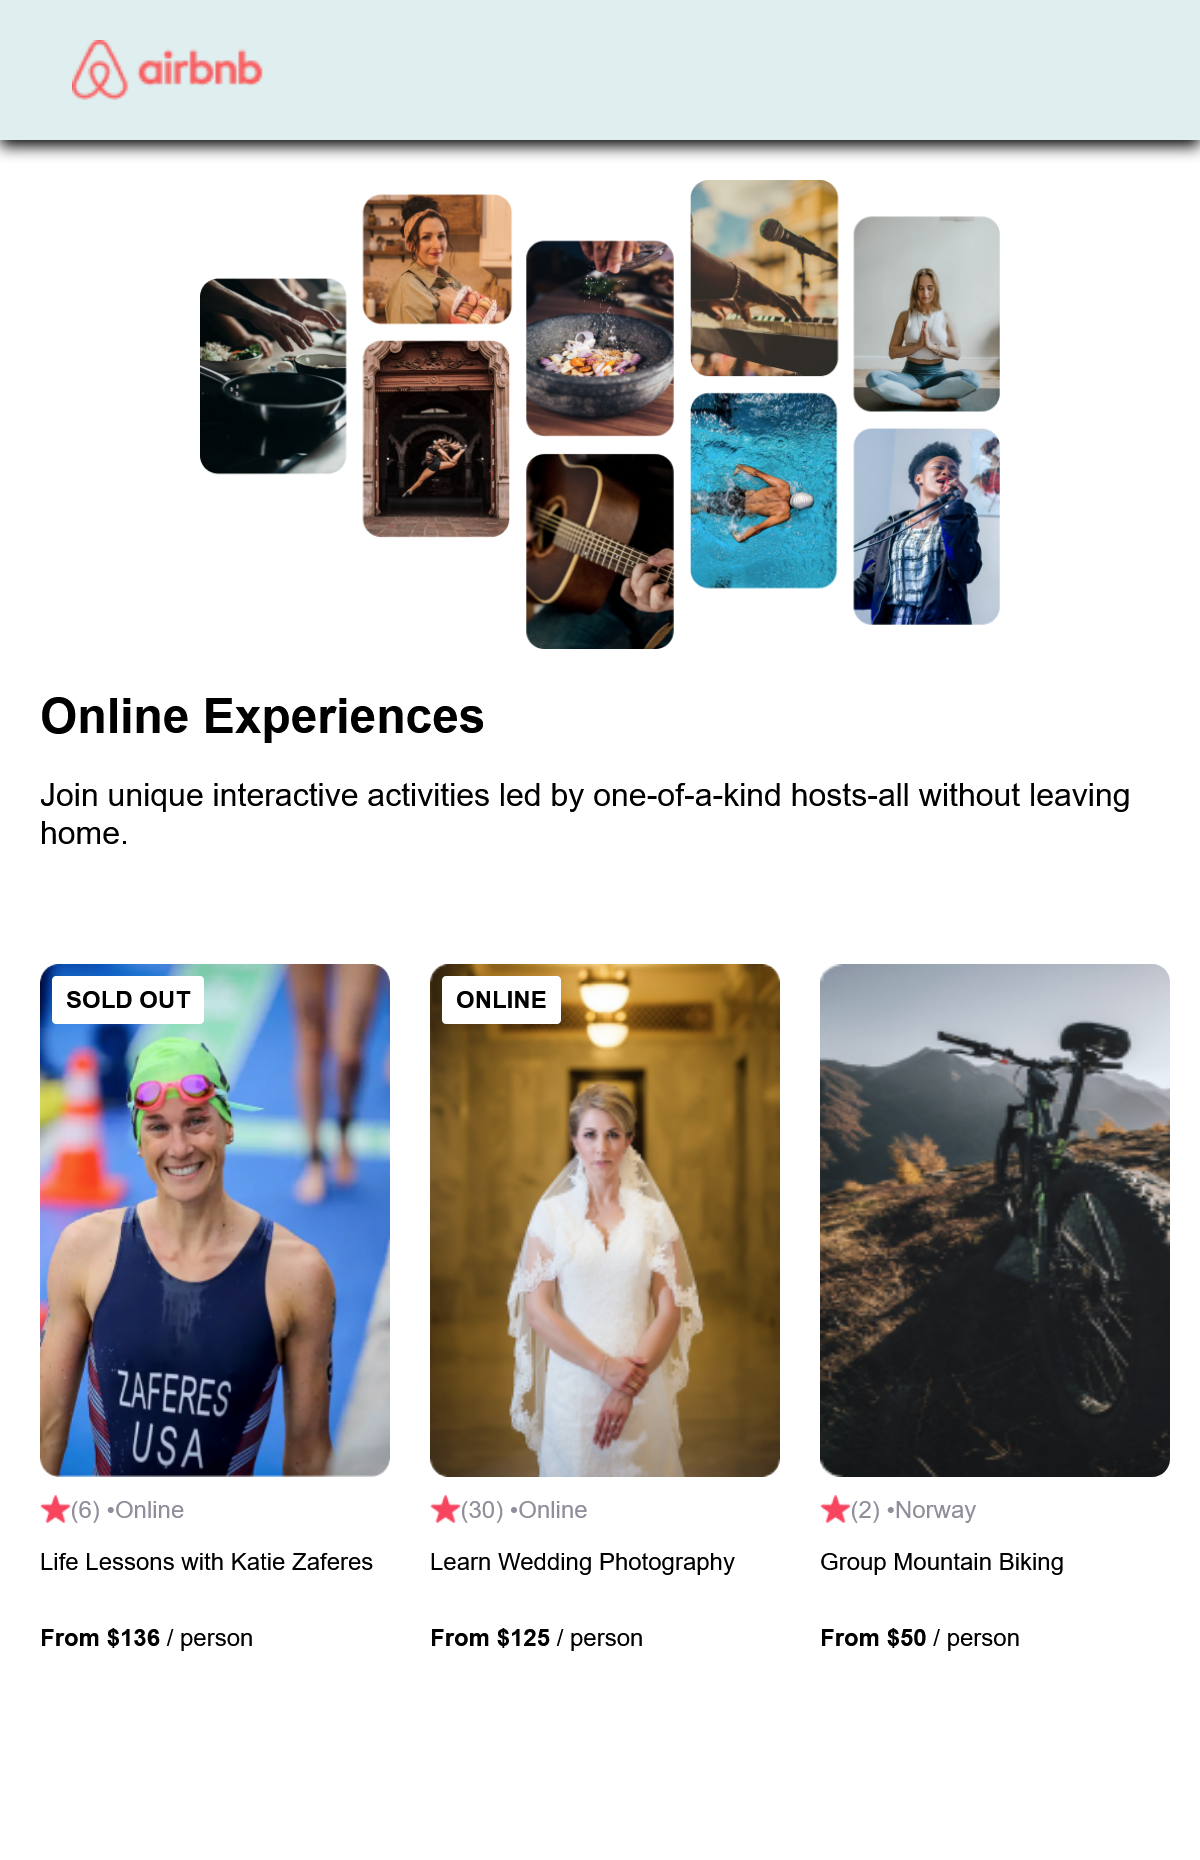 airbnb
Online Experiences
Join unique interactive activities led by one-of-a-kind hosts-all without leaving
home.
SOLD OUT
ZAFERES
USA
(6) •Online
Life Lessons with Katie Zaferes
From $136 / person
ONLINE
(30) •Online
Learn Wedding Photography
From $125 / person
(2) •Norway
Group Mountain Biking
From $50 / person